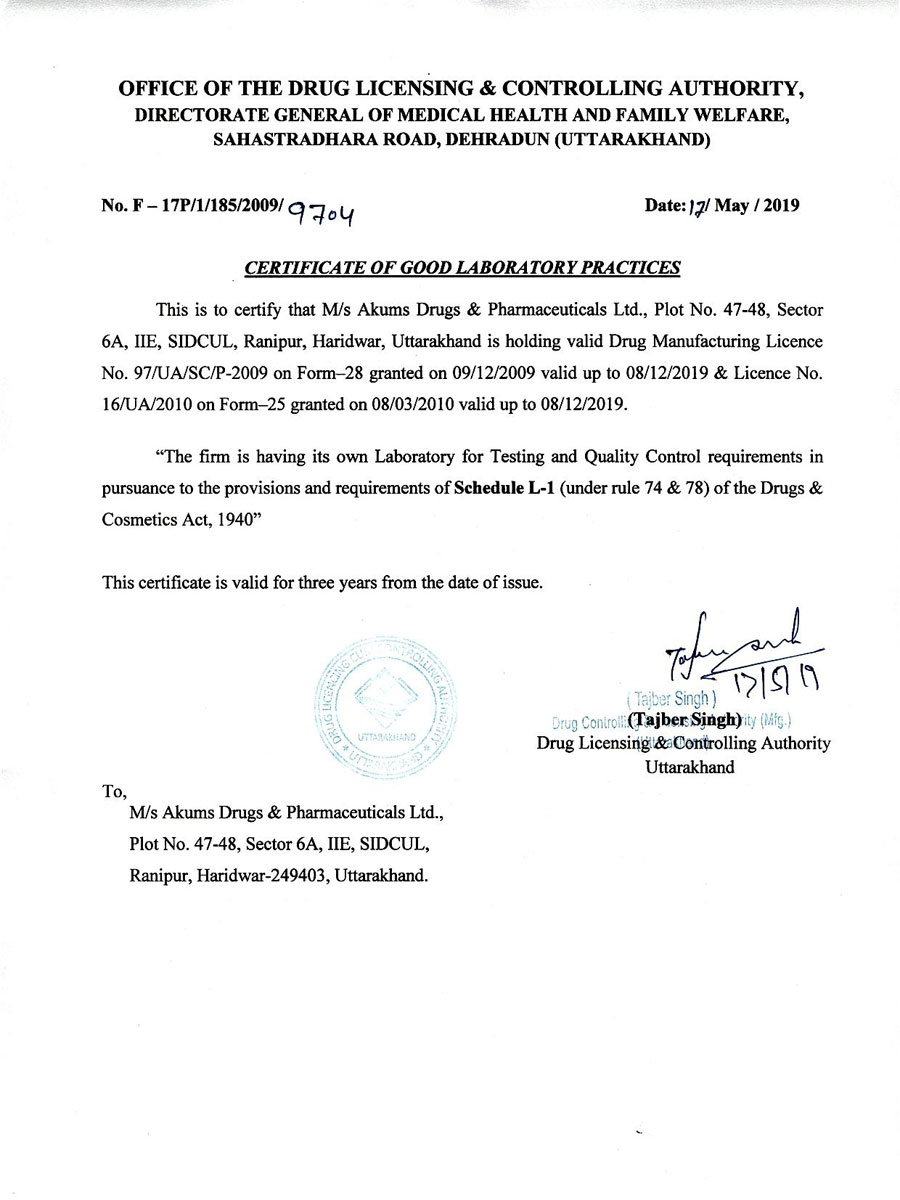 OFFICE OF THE DRUG LICENSING & CONTROLLING AUTHORITY,
DIRECTORATE GENERAL OF MEDICAL HEALTH AND FAMILY WELFARE,
SAHASTRADHARA ROAD, DEHRADUN (UTTARAKHAND)
No. F – 17P/1/185/2009/ 9704 Date: 17/ May / 2019
CERTIFICATE OF GOOD LABORATORY PRACTICES
This is to certify that M/s Akums Drugs & Pharmaceuticals Ltd., Plot No. 47-48, Sector
6A, IIE, SIDCUL, Ranipur, Haridwar, Uttarakhand is holding valid Drug Manufacturing Licence
No. 97/UA/SC/P-2009 on Form–28 granted on 09/12/2009 valid up to 08/12/2019 & Licence No.
16/UA/2010 on Form–25 granted on 08/03/2010 valid up to 08/12/2019.
“The firm is having its own Laboratory for Testing and Quality Control requirements in
pursuance to the provisions and requirements of Schedule L-1 (under rule 74 & 78) of the Drugs &
Cosmetics Act, 1940”
This certificate is valid for three years from the date of issue.
17/5/19
DRUG LICENCING CUM CONTROLLING AUTHORITY
UTTARAKHAND
UTTARAKHAND
( Tajber Singh )
(Tajber Singh)
Drug Licensing & Controlling Authority
Uttarakhand
To,
M/s Akums Drugs & Pharmaceuticals Ltd.,
Plot No. 47-48, Sector 6A, IIE, SIDCUL,
Ranipur, Haridwar-249403, Uttarakhand.